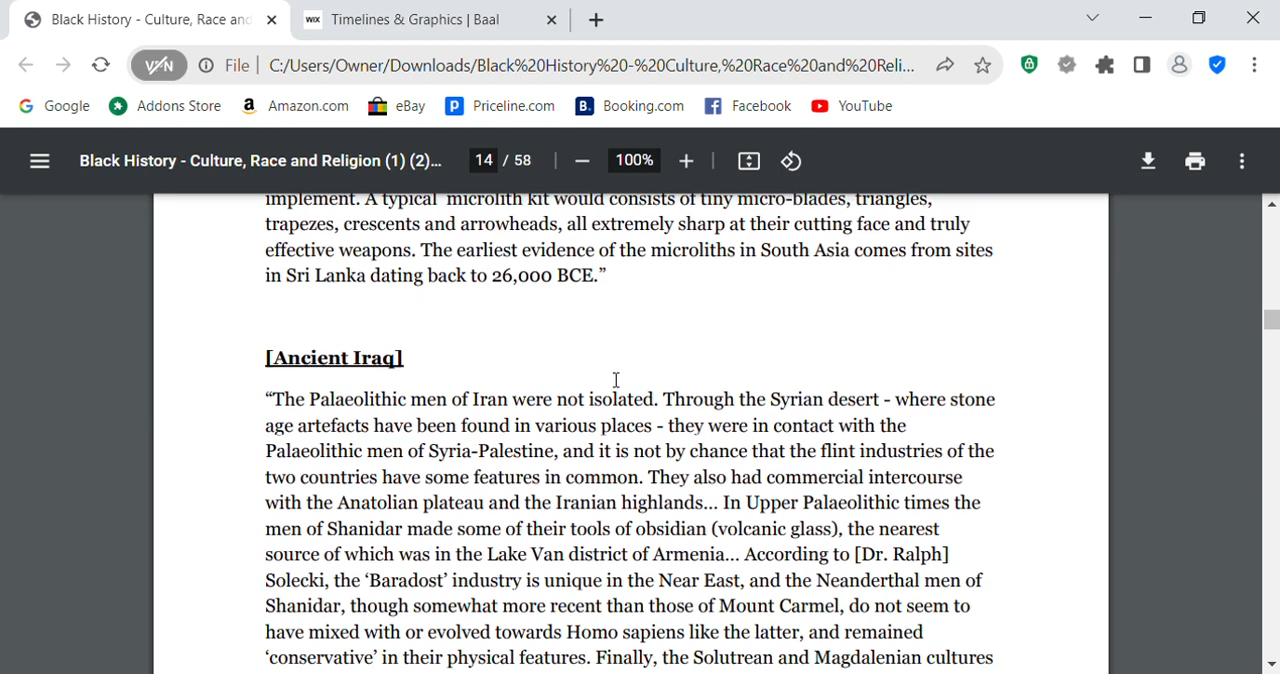 Black History - Culture, Race and
Timelines & Graphics | Baal
VPN
File
C:/Users/Owner/Downloads/Black%20History%20-%20Culture,%20Race%20and%20Reli...
Google
Addons Store
Amazon.com
eBay
Priceline.com
Booking.com
Facebook
YouTube
Black History - Culture, Race and Religion (1) (2)...
14 / 58
100%
implement. A typical microlith kit would consists of tiny micro-blades, triangles,
trapezes, crescents and arrowheads, all extremely sharp at their cutting face and truly
effective weapons. The earliest evidence of the microliths in South Asia comes from sites
in Sri Lanka dating back to 26,000 BCE.”
[Ancient Iraq]
“The Palaeolithic men of Iran were not isolated. Through the Syrian desert - where stone
age artefacts have been found in various places - they were in contact with the
Palaeolithic men of Syria-Palestine, and it is not by chance that the flint industries of the
two countries have some features in common. They also had commercial intercourse
with the Anatolian plateau and the Iranian highlands... In Upper Palaeolithic times the
men of Shanidar made some of their tools of obsidian (volcanic glass), the nearest
source of which was in the Lake Van district of Armenia... According to [Dr. Ralph]
Solecki, the ‘Baradost’ industry is unique in the Near East, and the Neanderthal men of
Shanidar, though somewhat more recent than those of Mount Carmel, do not seem to
have mixed with or evolved towards Homo sapiens like the latter, and remained
‘conservative’ in their physical features. Finally, the Solutrean and Magdalenian cultures